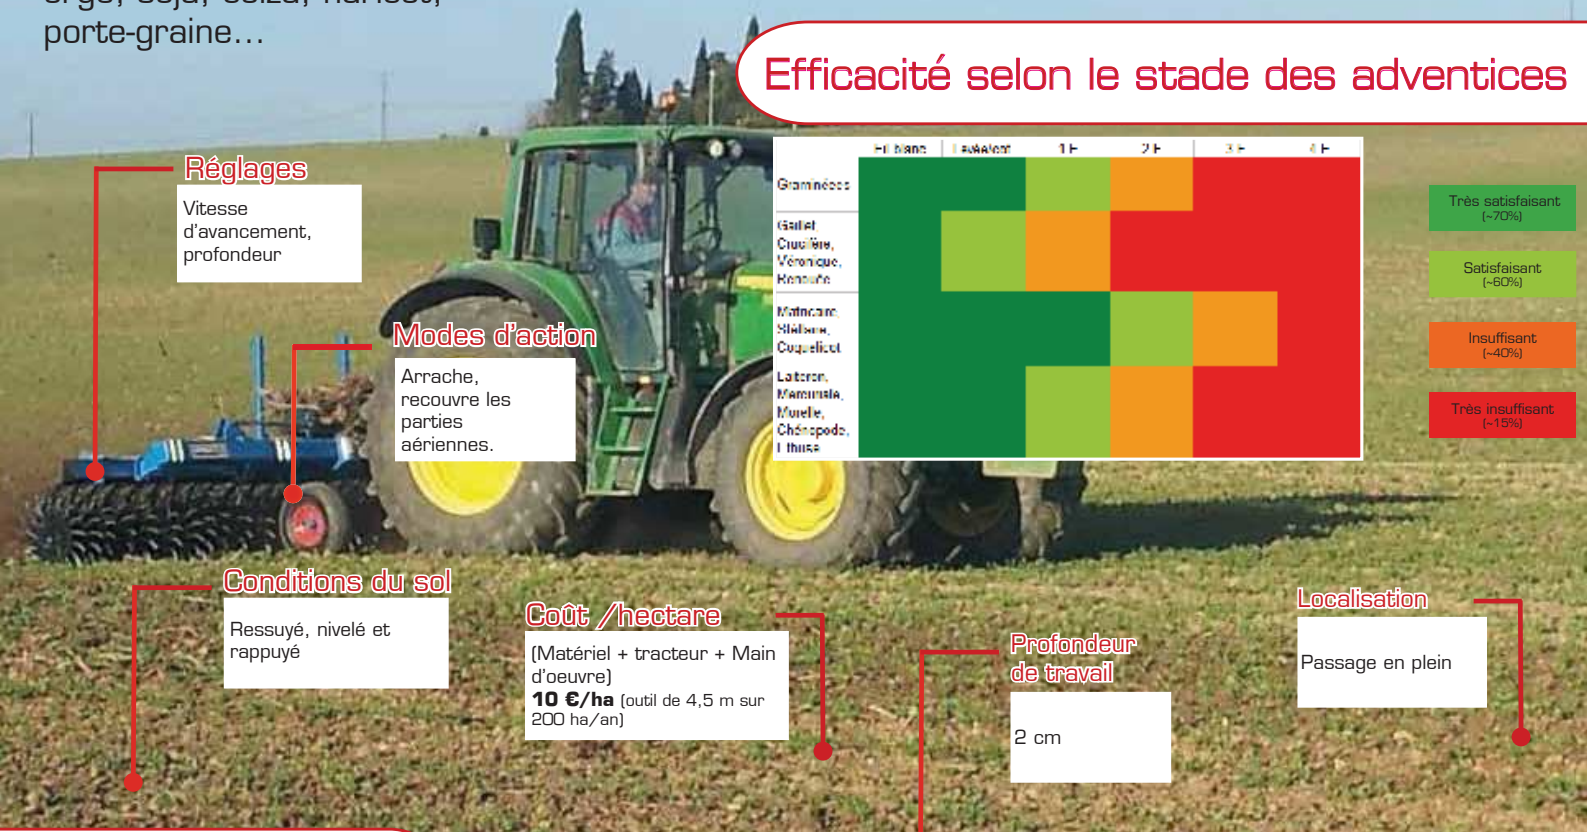 porte-graine...
Efficacité selon le stade des adventices
Réglages
Vitesse
d'avancement,
profondeur
Modes d'action
Arrache,
recouvre les
parties
aériennes.
Fil blanc Levée/cot 1 F 2 F 3 F 4 F
Graminées
Gaillet,
Crucifère,
Véronique,
Renouée
Matricaire,
Stellaire,
Coquelicot
Laiteron,
Mercuriale,
Morelle,
Chénopode,
Ethuse
Très satisfaisant
(~70%)
Satisfaisant
(~60%)
Insuffisant
(~40%)
Très insuffisant
(~15%)
Conditions du sol
Ressuyé, nivelé et
rappuyé
Coût /hectare
(Matériel + tracteur + Main
d'oeuvre)
10 €/ha (outil de 4,5 m sur
200 ha/an)
Profondeur
de travail
2 cm
Localisation
Passage en plein